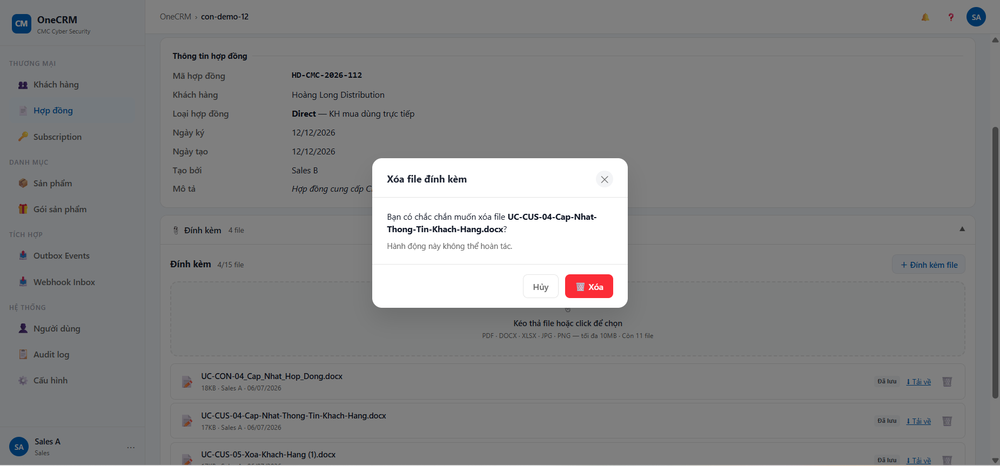 CM
OneCRM
CMC Cyber Security
OneCRM › con-demo-12
?
SA
THƯƠNG MẠI
Khách hàng
Hợp đồng
Subscription
DANH MỤC
Sản phẩm
Gói sản phẩm
TÍCH HỢP
Outbox Events
Webhook Inbox
HỆ THỐNG
Người dùng
Audit log
Cấu hình
SA
Sales A
Sales
...
Thông tin hợp đồng
Mã hợp đồng HD-CMC-2026-112
Khách hàng Hoàng Long Distribution
Loại hợp đồng Direct — KH mua dùng trực tiếp
Ngày ký 12/12/2026
Ngày tạo 12/12/2026
Tạo bởi Sales B
Mô tả Hợp đồng cung cấp
Đính kèm 4 file
▲
Đính kèm 4/15 file
+ Đính kèm file
Kéo thả file hoặc click để chọn
PDF · DOCX · XLSX · JPG · PNG — tối đa 10MB · Còn 11 file
UC-CON-04_Cap_Nhat_Hop_Dong.docx
18KB · Sales A · 06/07/2026
Đã lưu ⭳ Tải về
UC-CUS-04-Cap-Nhat-Thong-Tin-Khach-Hang.docx
17KB · Sales A · 06/07/2026
Đã lưu ⭳ Tải về
UC-CUS-05-Xoa-Khach-Hang (1).docx
17KB · Sales A · 06/07/2026
Đã lưu ⭳ Tải về
Xóa file đính kèm
Bạn có chắc chắn muốn xóa file UC-CUS-04-Cap-Nhat-
Thong-Tin-Khach-Hang.docx?
Hành động này không thể hoàn tác.
Hủy
Xóa